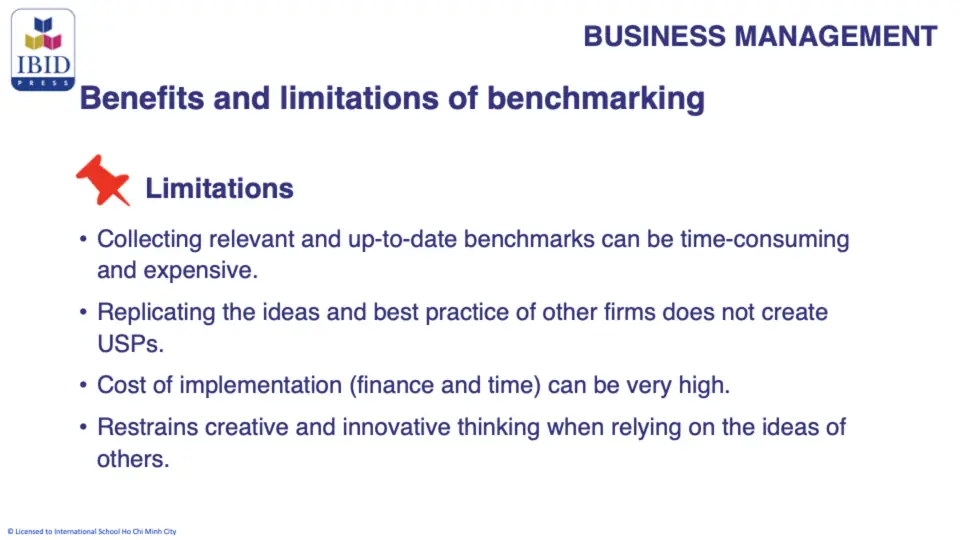 IBID
PRESS
BUSINESS MANAGEMENT
Benefits and limitations of benchmarking
Limitations
• Collecting relevant and up-to-date benchmarks can be time-consuming
and expensive.
• Replicating the ideas and best practice of other firms does not create
USPs.
• Cost of implementation (finance and time) can be very high.
• Restrains creative and innovative thinking when relying on the ideas of
others.
© Licensed to International School Ho Chi Minh City